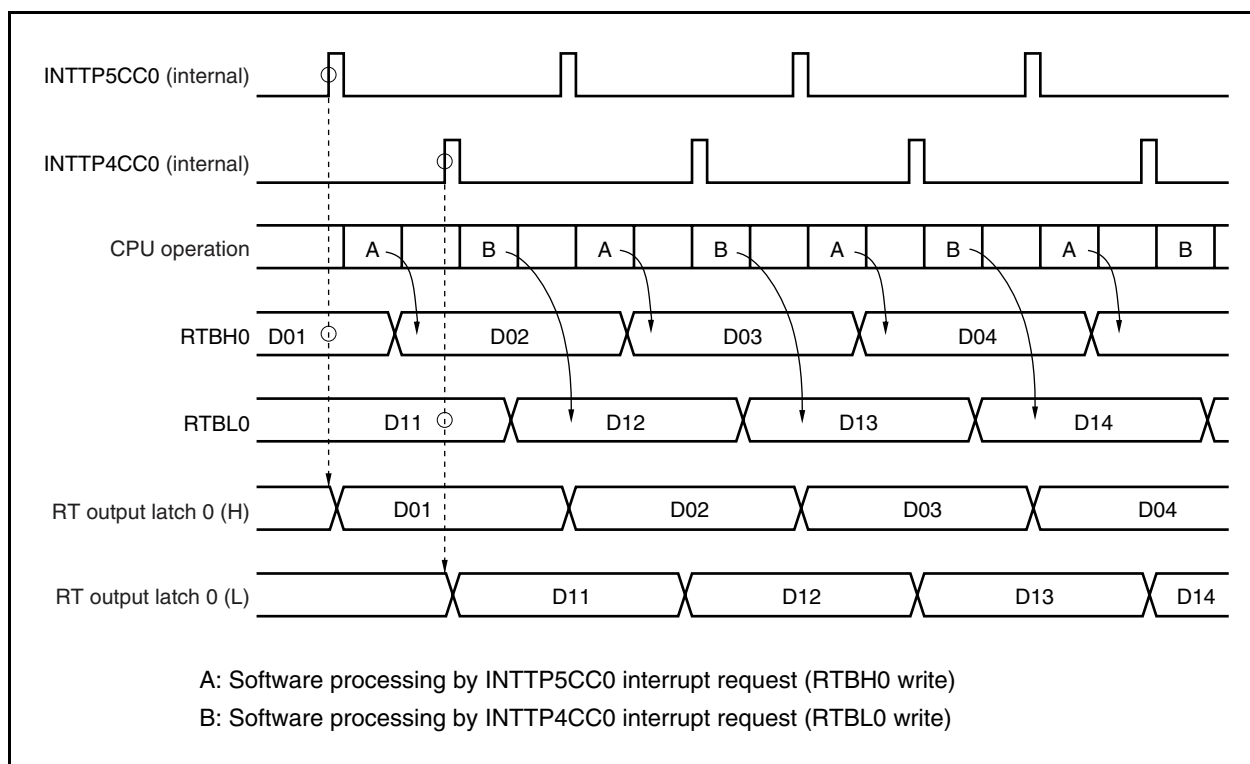 INTTP5CC0 (internal)
INTTP4CC0 (internal)
CPU operation A B A B A B A B
RTBH0 D01 D02 D03 D04
RTBL0 D11 D12 D13 D14
RT output latch 0 (H) D01 D02 D03 D04
RT output latch 0 (L) D11 D12 D13 D14
A: Software processing by INTTP5CC0 interrupt request (RTBH0 write)
B: Software processing by INTTP4CC0 interrupt request (RTBL0 write)